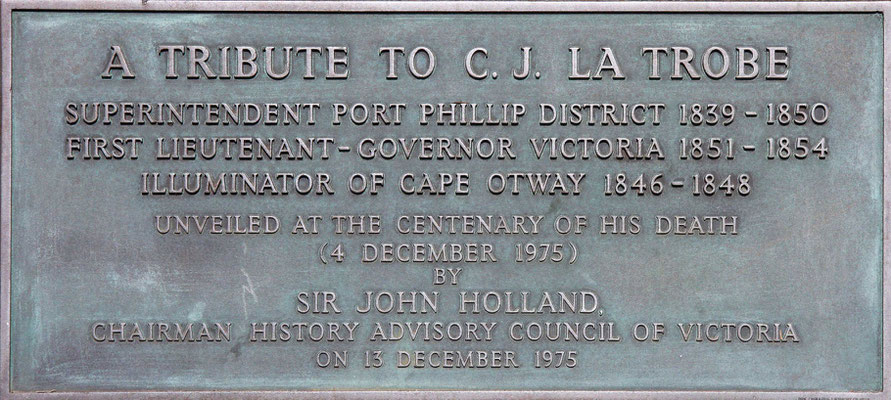 A TRIBUTE TO C. J. LA TROBE
SUPERINTENDENT PORT PHILLIP DISTRICT 1839 - 1850
FIRST LIEUTENANT - GOVERNOR VICTORIA 1851 - 1854
ILLUMINATOR OF CAPE OTWAY 1846 - 1848
UNVEILED AT THE CENTENARY OF HIS DEATH
(4 DECEMBER 1975)
BY
SIR JOHN HOLLAND,
CHAIRMAN HISTORY ADVISORY COUNCIL OF VICTORIA
ON 13 DECEMBER 1975